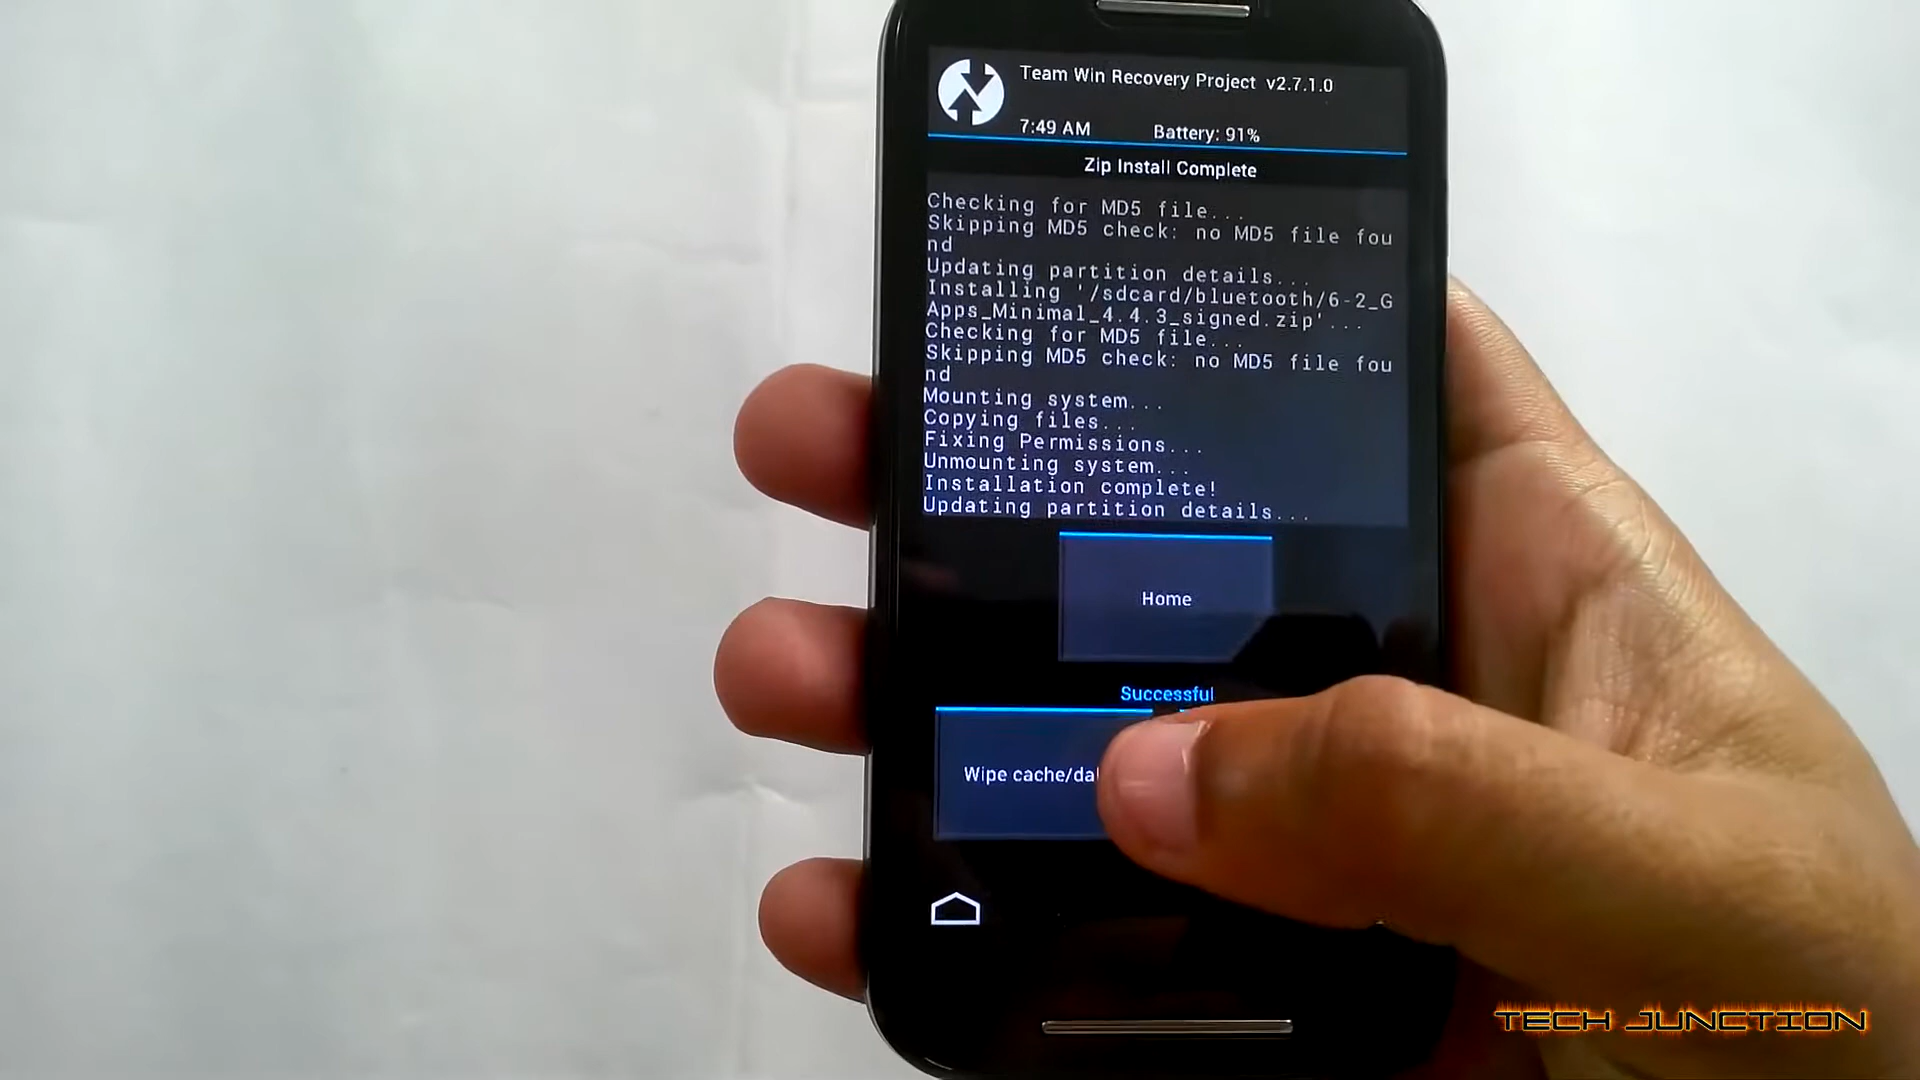 Team Win Recovery Project v2.7.1.0
7:49 AM Battery: 91%
Zip Install Complete
Checking for MD5 file...
Skipping MD5 check: no MD5 file fou
nd
Updating partition details...
Installing '/sdcard/bluetooth/6-2_G
Apps_Minimal_4.4.3_signed.zip'...
Checking for MD5 file...
Skipping MD5 check: no MD5 file fou
nd
Mounting system...
Copying files...
Fixing Permissions...
Unmounting system...
Installation complete!
Updating partition details...
Home
Successful
Wipe cache/dal
TECH JUNCTION